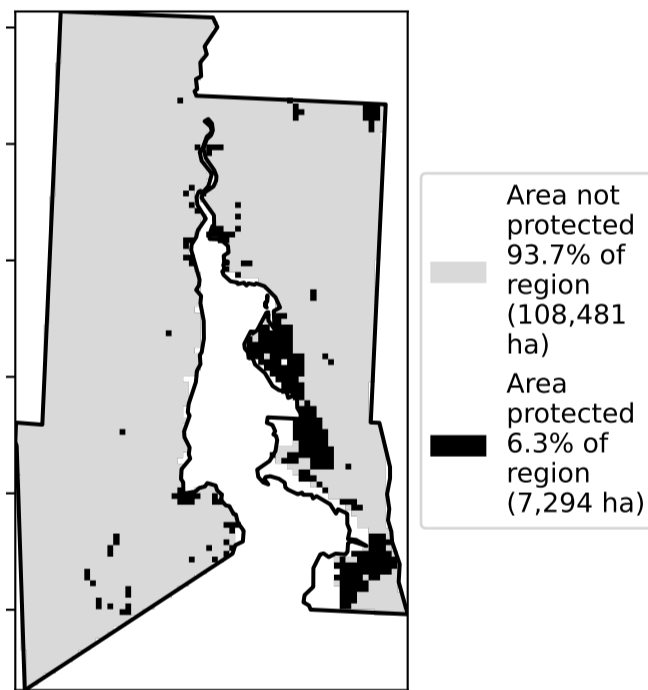 Area not
protected
93.7% of
region
(108,481
ha)
Area
protected
6.3% of
region
(7,294 ha)